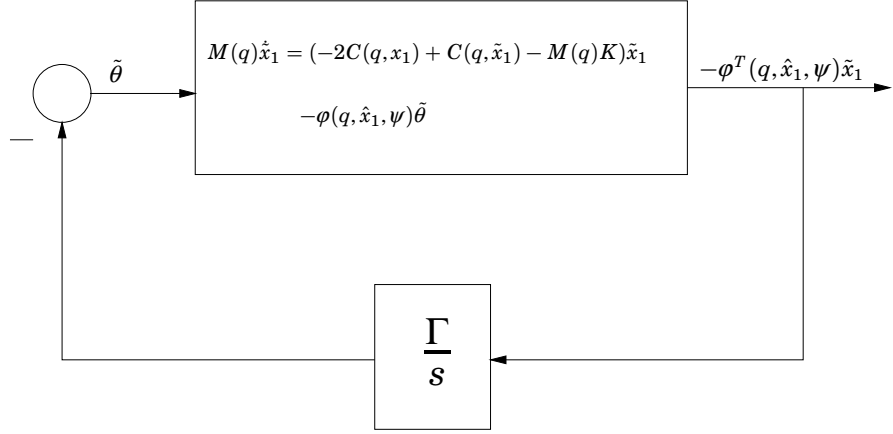 θ̃
M(q)x̃̇₁ = (−2C(q,x₁) + C(q,x̃₁) − M(q)K)x̃₁
−φ(q,x̂₁,ψ)θ̃
−φᵀ(q,x̂₁,ψ)x̃₁
−
Γ
s